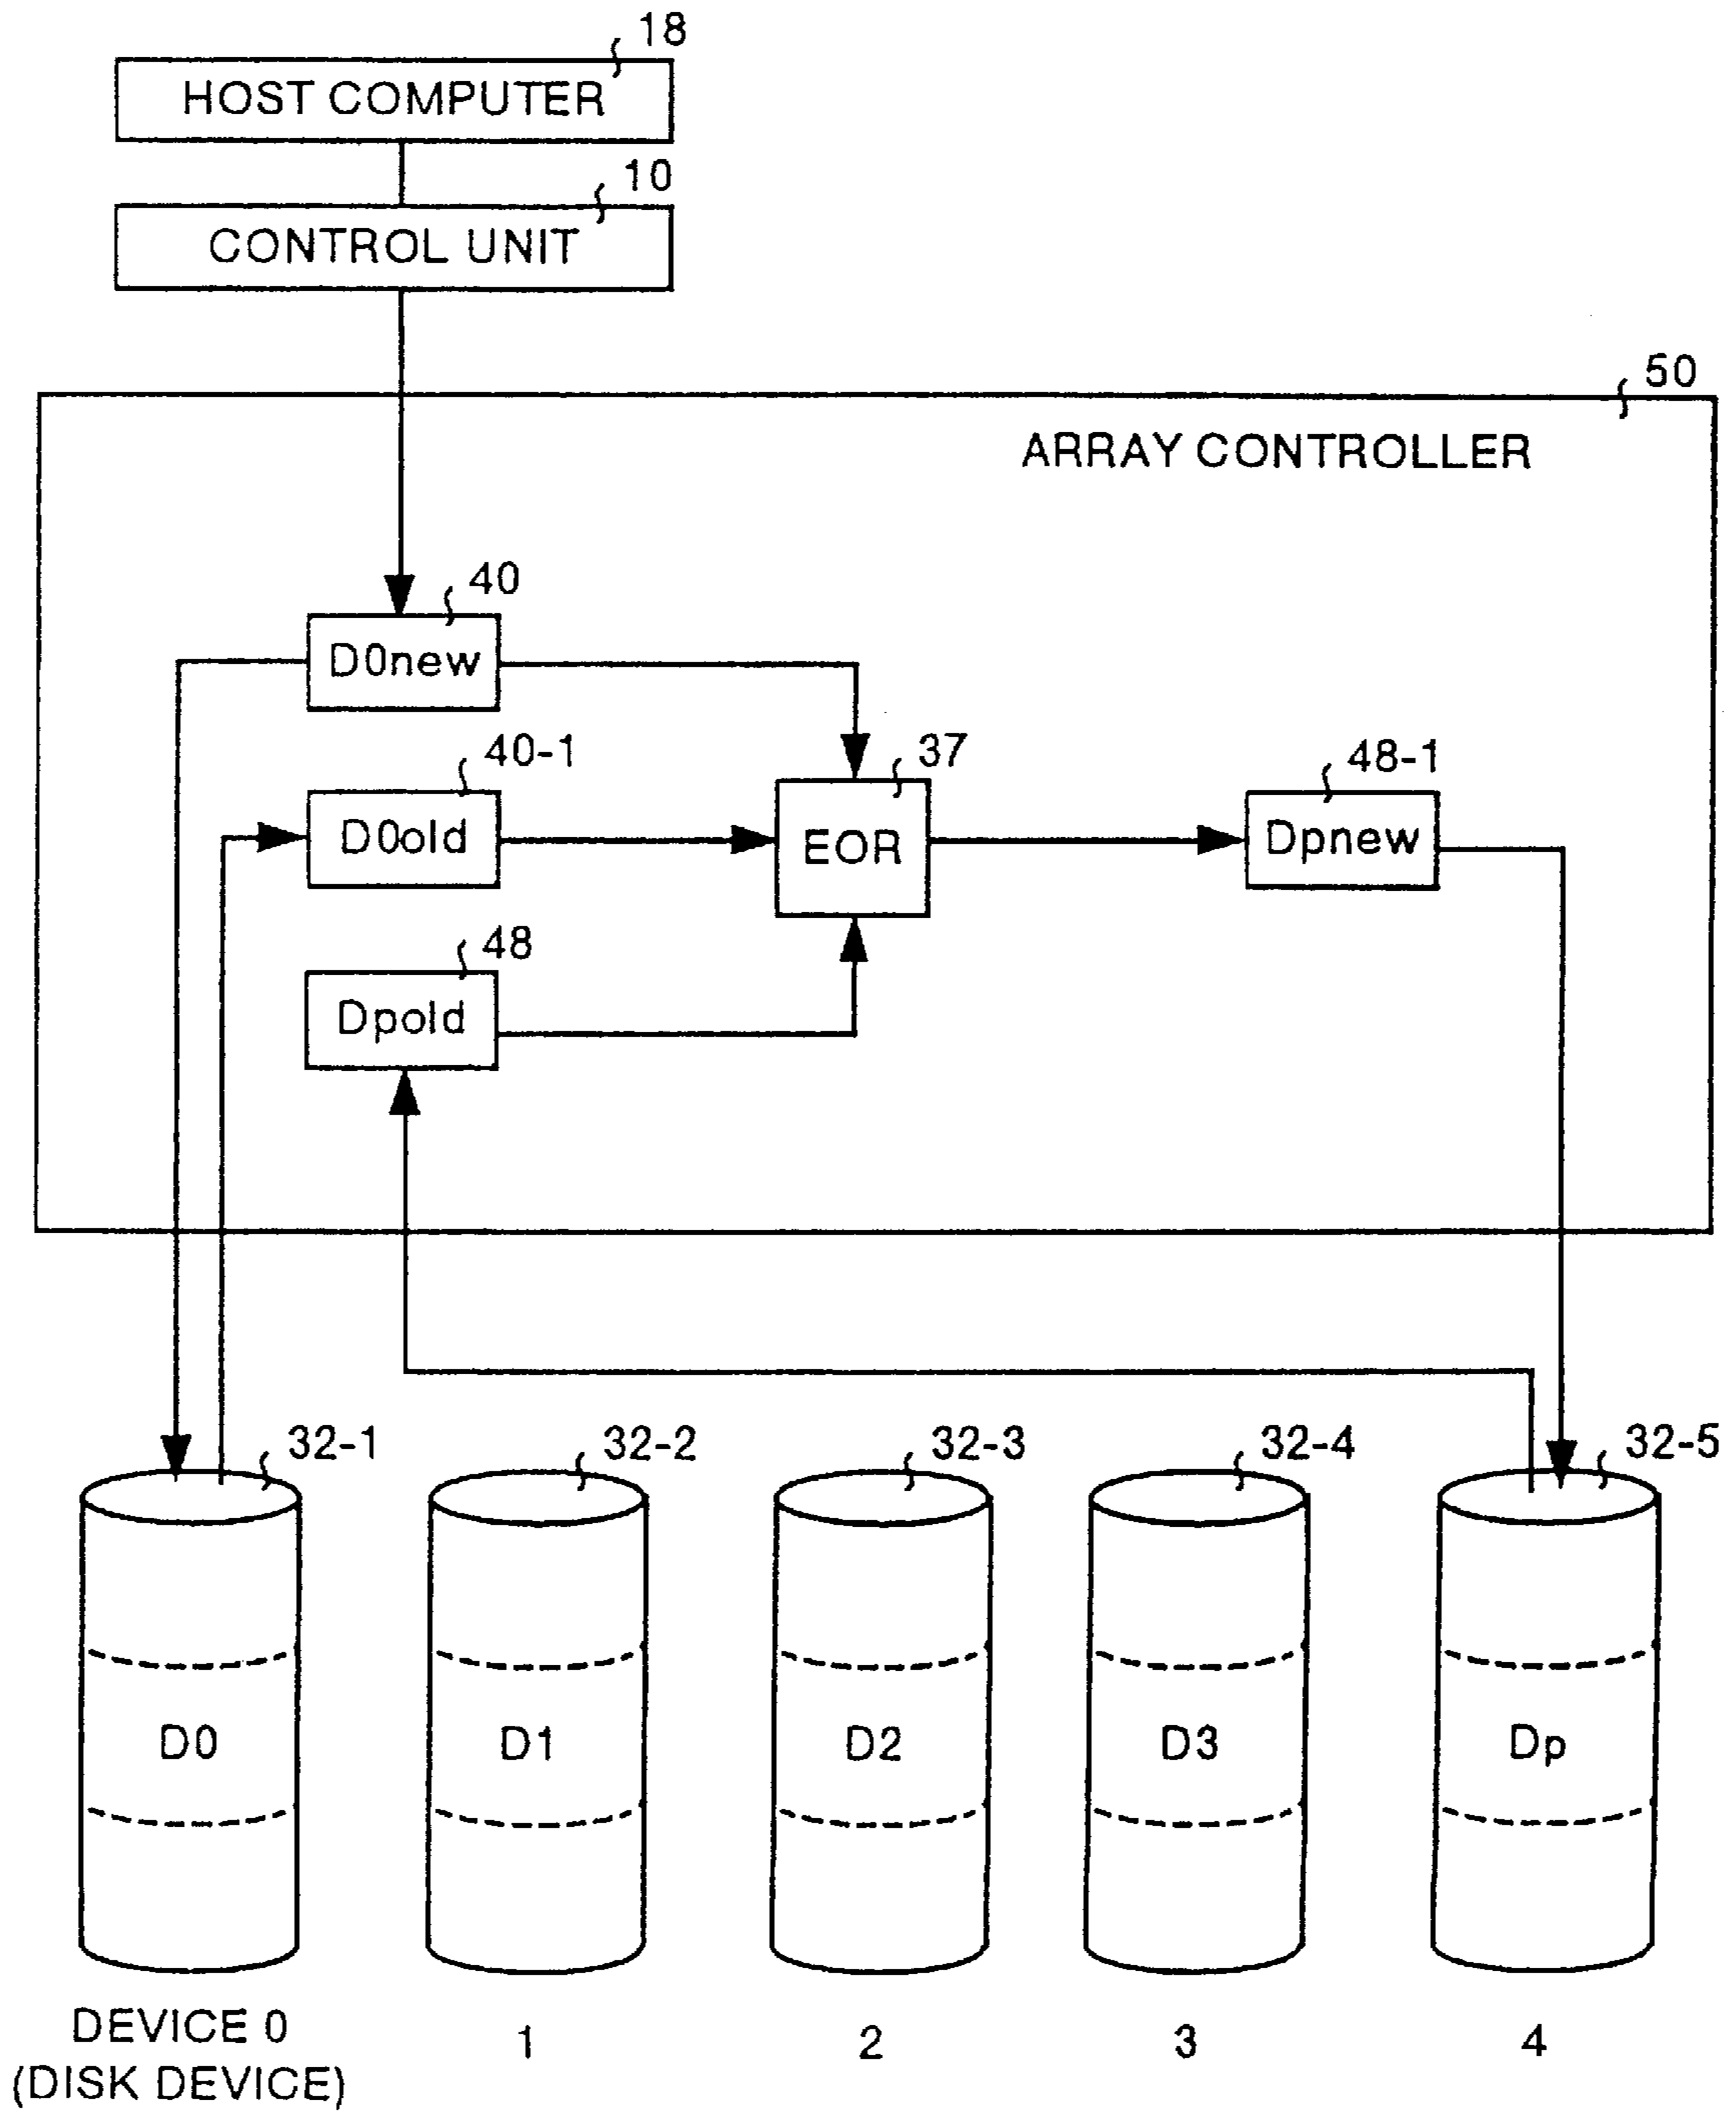 18
HOST COMPUTER
10
CONTROL UNIT
50
ARRAY CONTROLLER
40
D0new
40-1
37
48-1
D0old
EOR
Dpnew
48
Dpold
32-1
32-2
32-3
32-4
32-5
D0
D1
D2
D3
Dp
DEVICE 0
1
2
3
4
(DISK DEVICE)